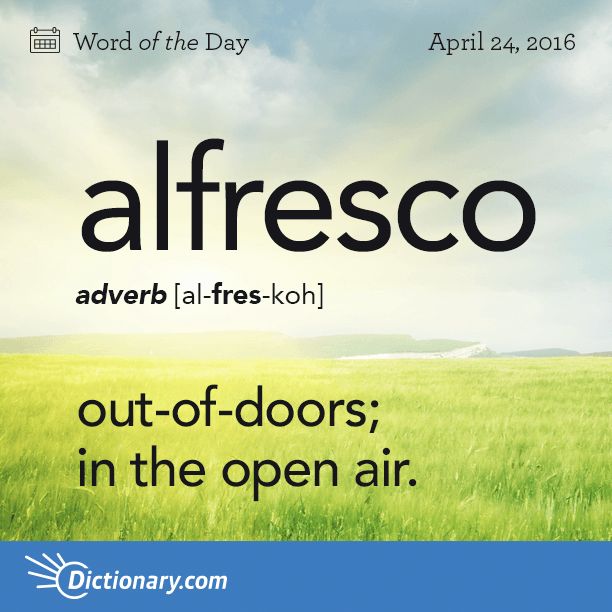 Word of the Day
April 24, 2016
alfresco
adverb [al-fres-koh]
out-of-doors;
in the open air.
Dictionary.com